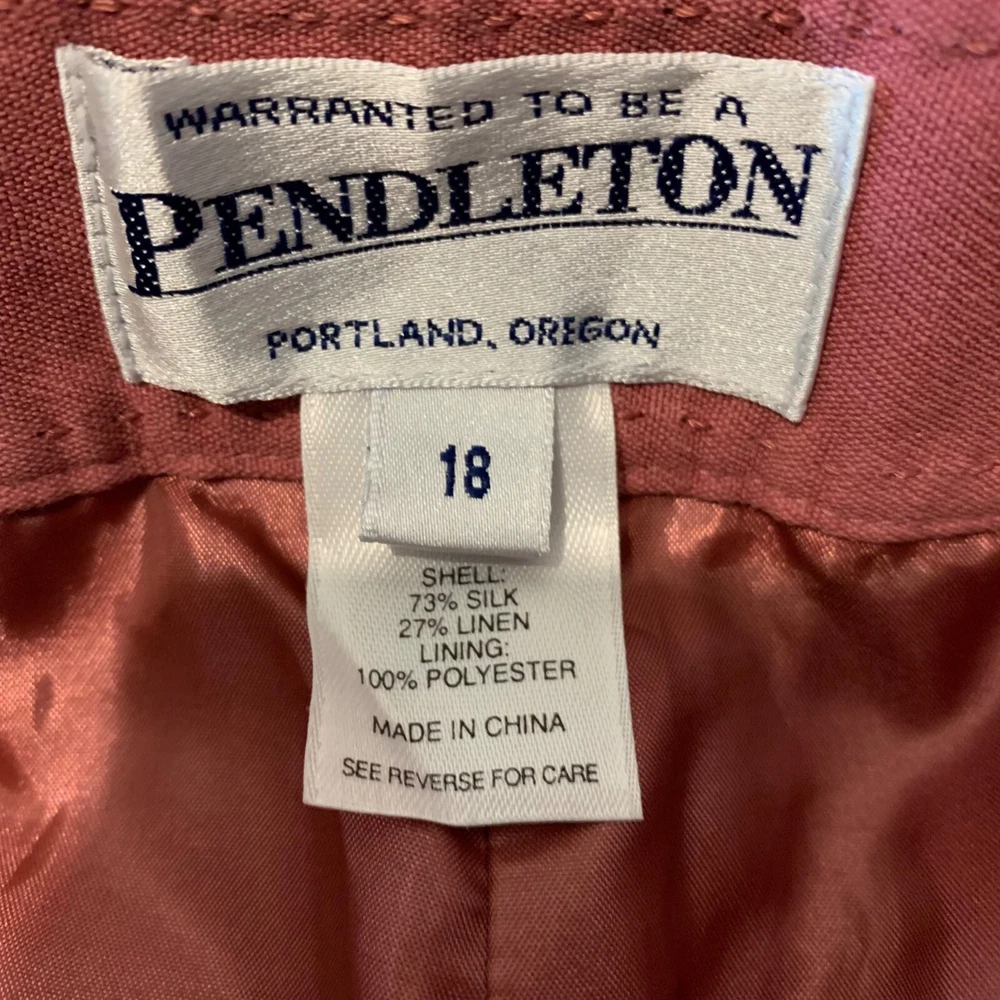 WARRANTED TO BE A
PENDLETON
PORTLAND, OREGON
18
SHELL:
73% SILK
27% LINEN
LINING:
100% POLYESTER
MADE IN CHINA
SEE REVERSE FOR CARE